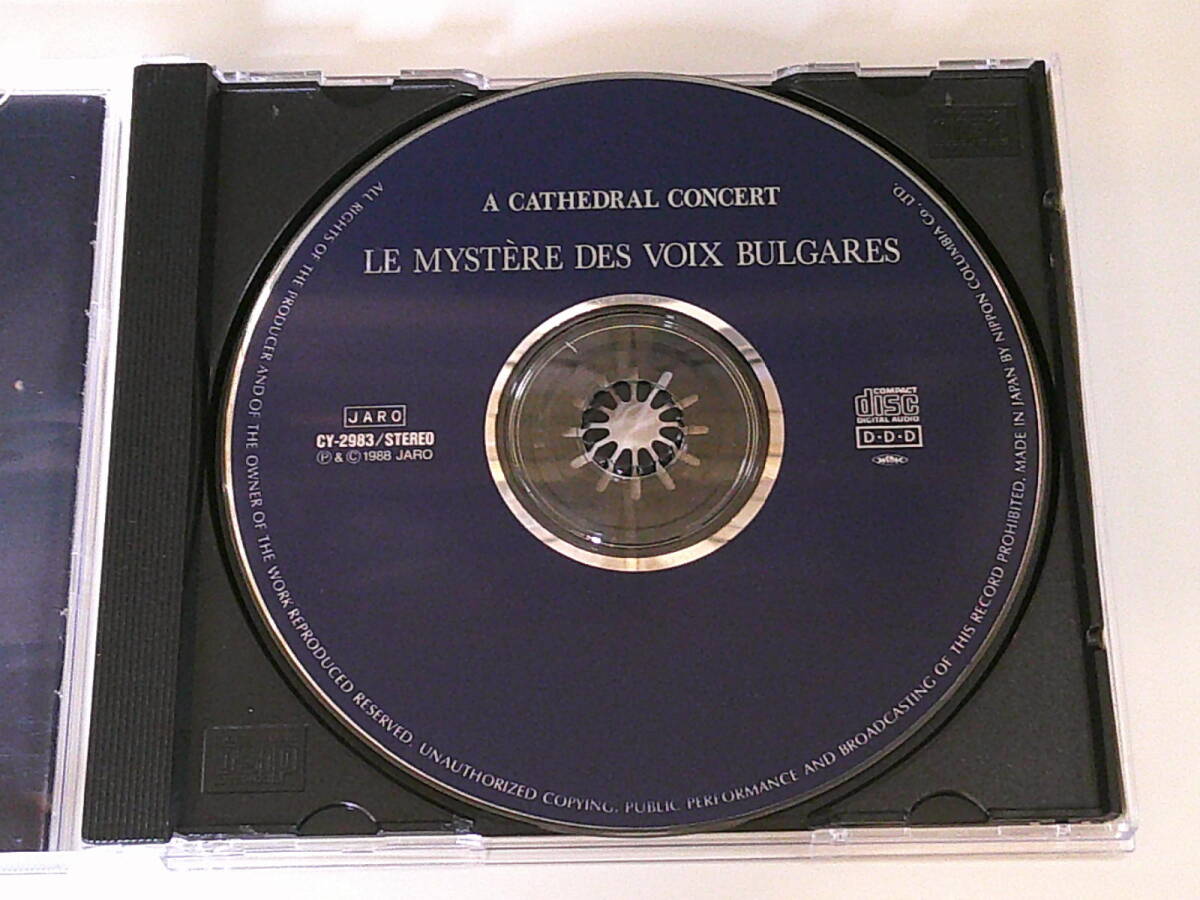 A CATHEDRAL CONCERT
LE MYSTÈRE DES VOIX BULGARES
JARO
CY-2983/STEREO
Ⓟ & Ⓒ 1988 JARO
COMPACT
disc
DIGITAL AUDIO
D·D·D
ALL RIGHTS OF THE PRODUCER AND OF THE OWNER OF THE WORK REPRODUCED RESERVED. UNAUTHORIZED COPYING, PUBLIC PERFORMANCE AND BROADCASTING OF THIS RECORD PROHIBITED. MADE IN JAPAN BY NIPPON COLUMBIA CO., LTD.